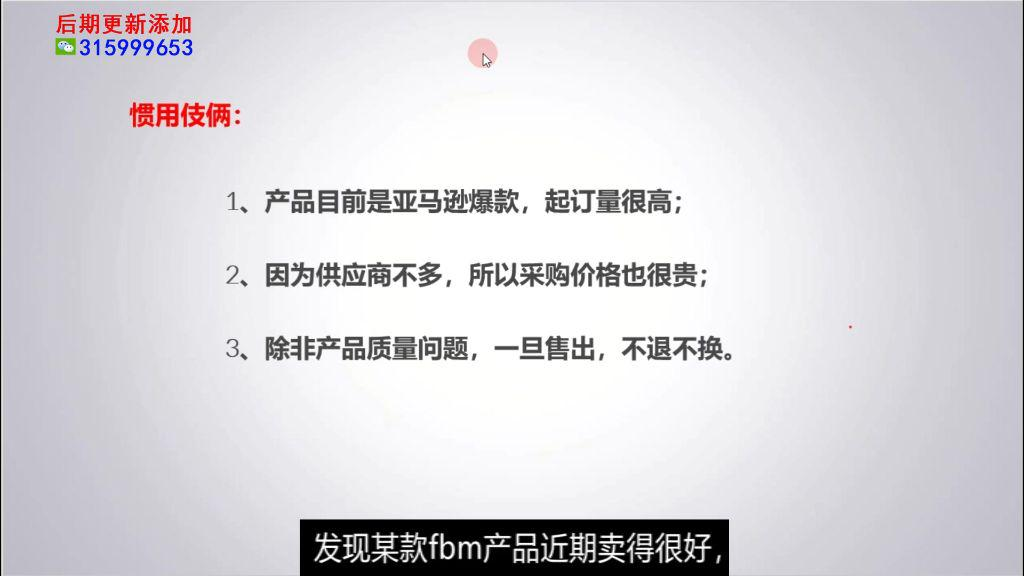 后期更新添加
315999653
惯用伎俩：
1、产品目前是亚马逊爆款，起订量很高；
2、因为供应商不多，所以采购价格也很贵；
3、除非产品质量问题，一旦售出，不退不换。
发现某款fbm产品近期卖得很好，